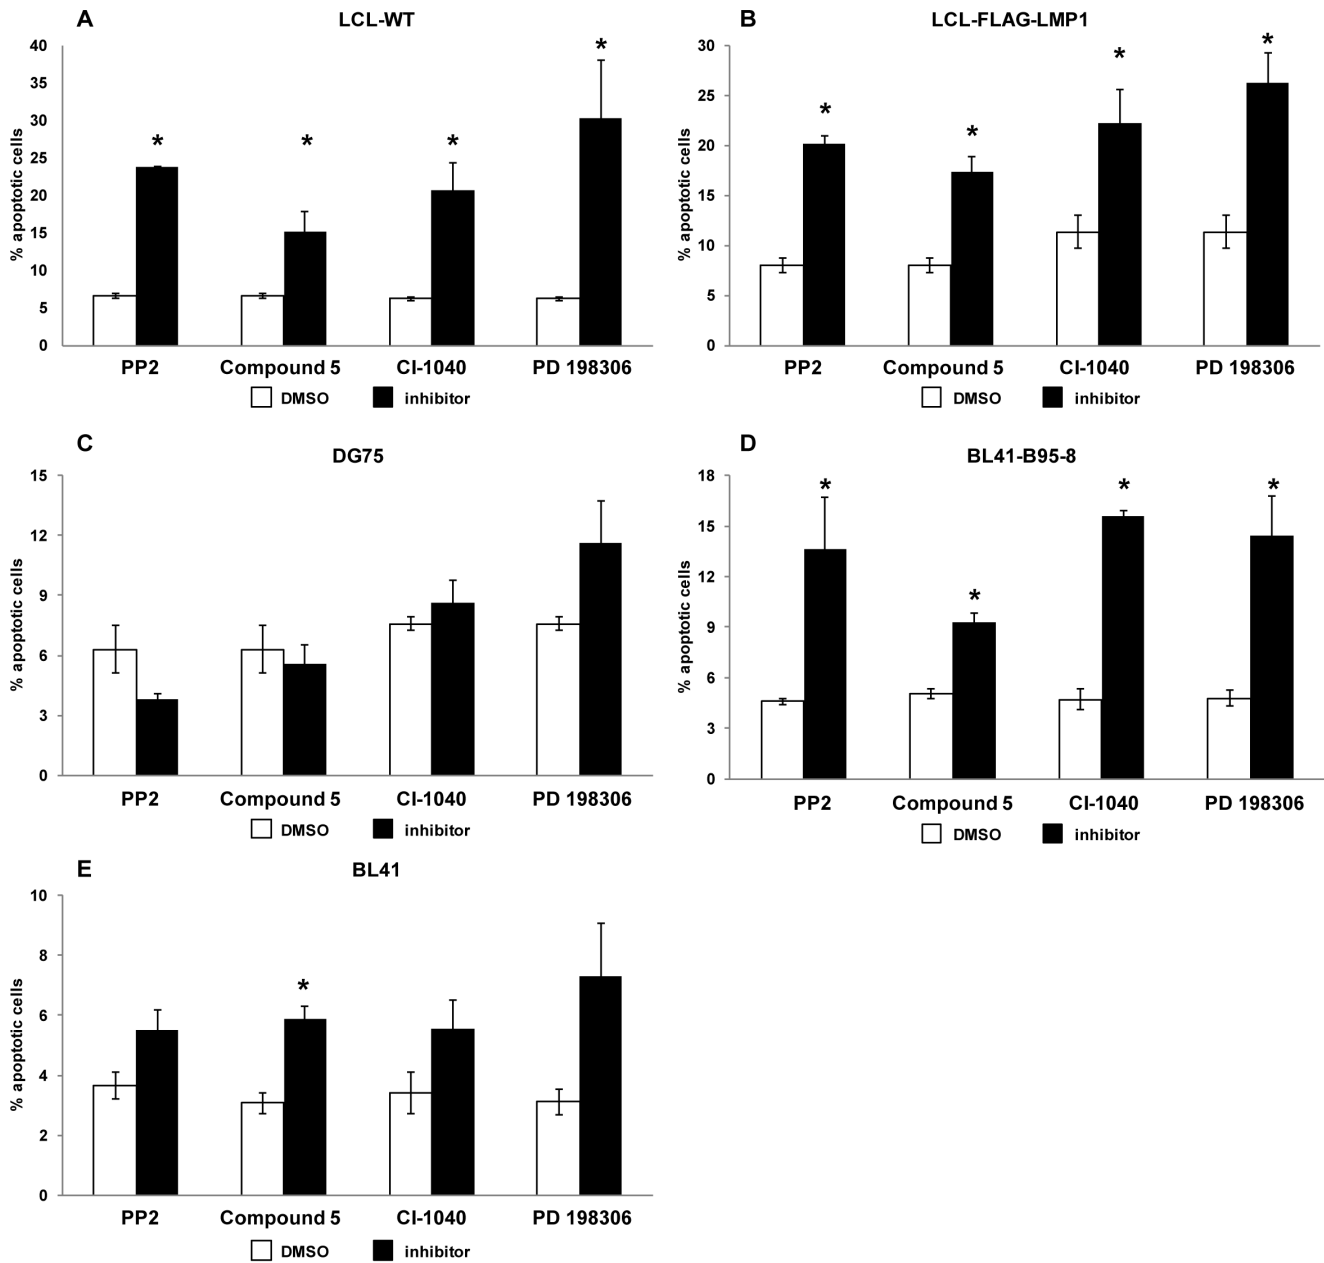 A
LCL-WT
40
35
30
25
20
15
10
5
0
% apoptotic cells
*
*
*
*
PP2
Compound 5
CI-1040
PD 198306
DMSO
inhibitor
B
LCL-FLAG-LMP1
30
25
20
15
10
5
0
% apoptotic cells
*
*
*
*
PP2
Compound 5
CI-1040
PD 198306
DMSO
inhibitor
C
DG75
15
12
9
6
3
0
% apoptotic cells
PP2
Compound 5
CI-1040
PD 198306
DMSO
inhibitor
D
BL41-B95-8
18
15
12
9
6
3
0
% apoptotic cells
*
*
*
*
PP2
Compound 5
CI-1040
PD 198306
DMSO
inhibitor
E
BL41
10
8
6
4
2
0
% apoptotic cells
*
PP2
Compound 5
CI-1040
PD 198306
DMSO
inhibitor